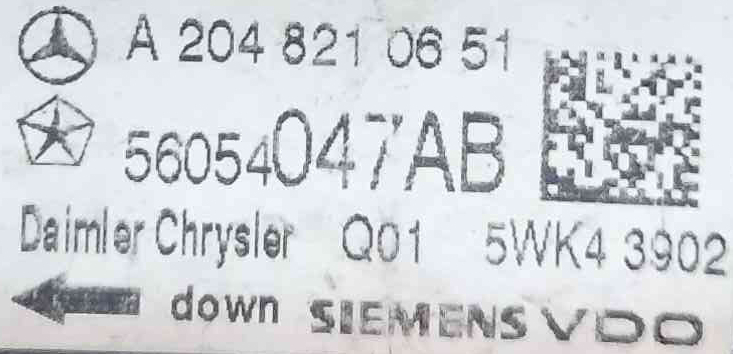 A 204 821 06 51
56054047AB
Daimler Chrysler Q01 5WK4 3902
down SIEMENS VDO